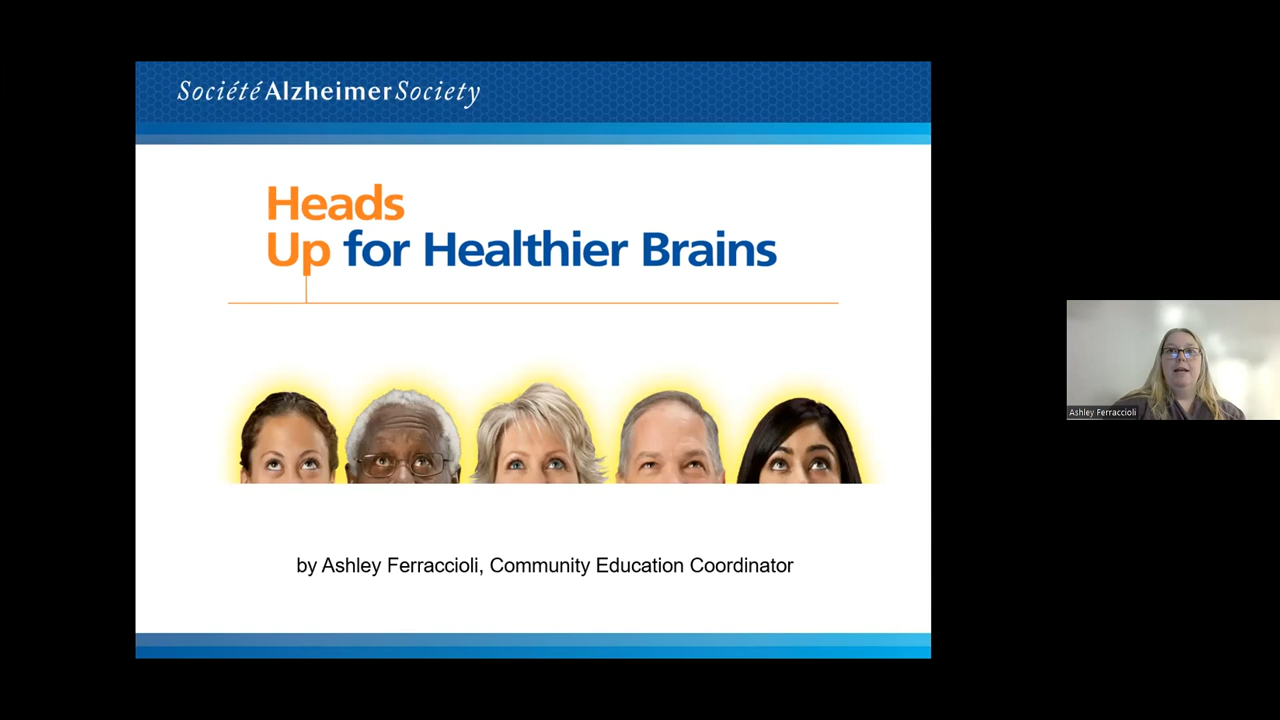 Société Alzheimer Society
Heads
Up for Healthier Brains
by Ashley Ferraccioli, Community Education Coordinator
Ashley Ferraccioli